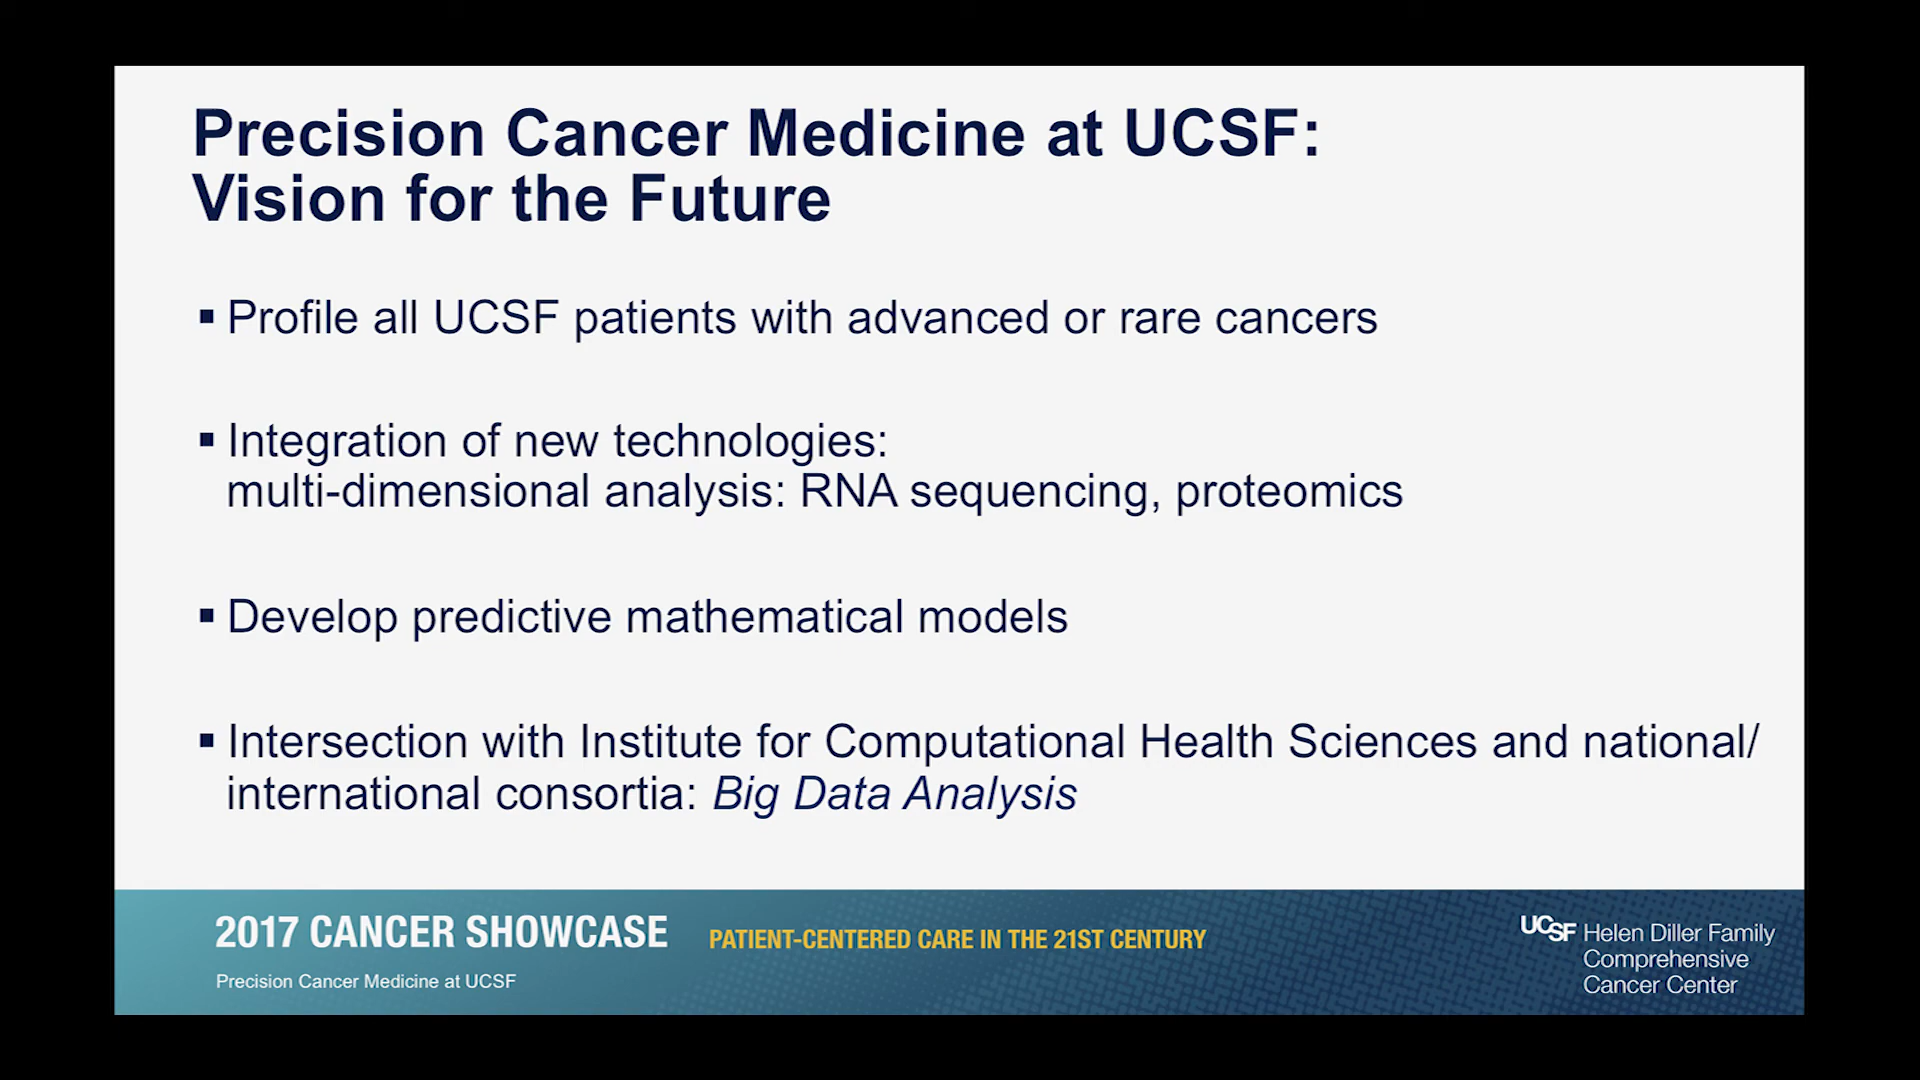 Precision Cancer Medicine at UCSF:
Vision for the Future
▪ Profile all UCSF patients with advanced or rare cancers
▪ Integration of new technologies:
multi-dimensional analysis: RNA sequencing, proteomics
▪ Develop predictive mathematical models
▪ Intersection with Institute for Computational Health Sciences and national/
international consortia: Big Data Analysis
2017 CANCER SHOWCASE PATIENT-CENTERED CARE IN THE 21ST CENTURY
Precision Cancer Medicine at UCSF
UCSF Helen Diller Family
Comprehensive
Cancer Center